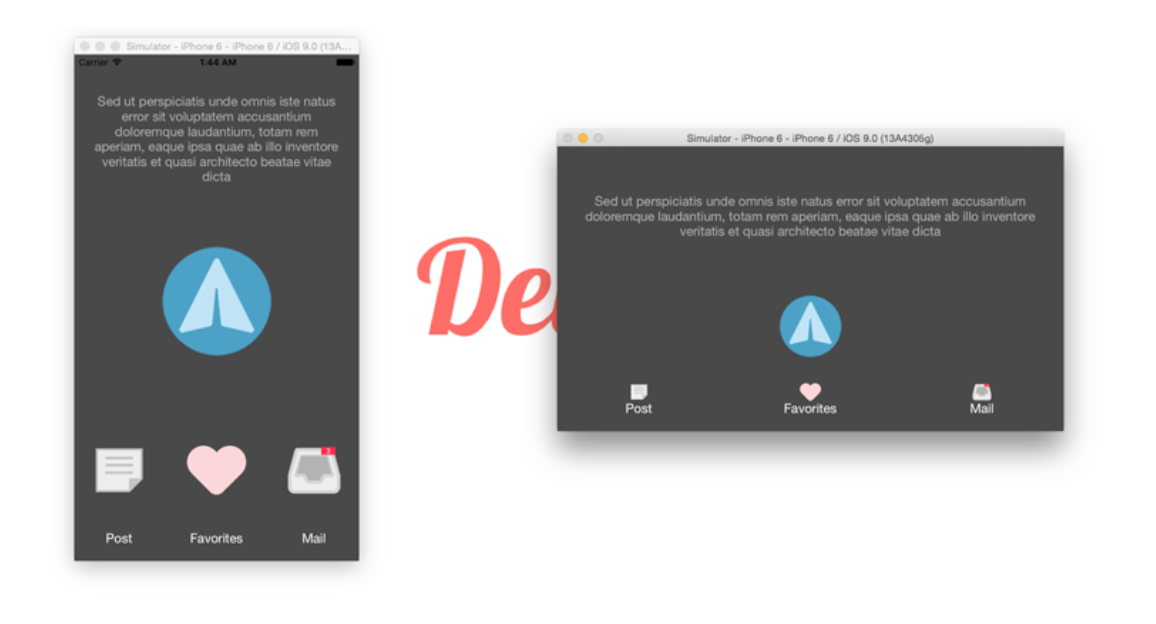 Simulator - iPhone 6 - iPhone 6 / iOS 9.0 (13A...
Carrier 1:44 AM
Sed ut perspiciatis unde omnis iste natus
error sit voluptatem accusantium
doloremque laudantium, totam rem
aperiam, eaque ipsa quae ab illo inventore
veritatis et quasi architecto beatae vitae
dicta
3
Post Favorites Mail
De
Simulator - iPhone 6 - iPhone 6 / iOS 9.0 (13A4305g)
Sed ut perspiciatis unde omnis iste natus error sit voluptatem accusantium
doloremque laudantium, totam rem aperiam, eaque ipsa quae ab illo inventore
veritatis et quasi architecto beatae vitae dicta
Post Favorites Mail